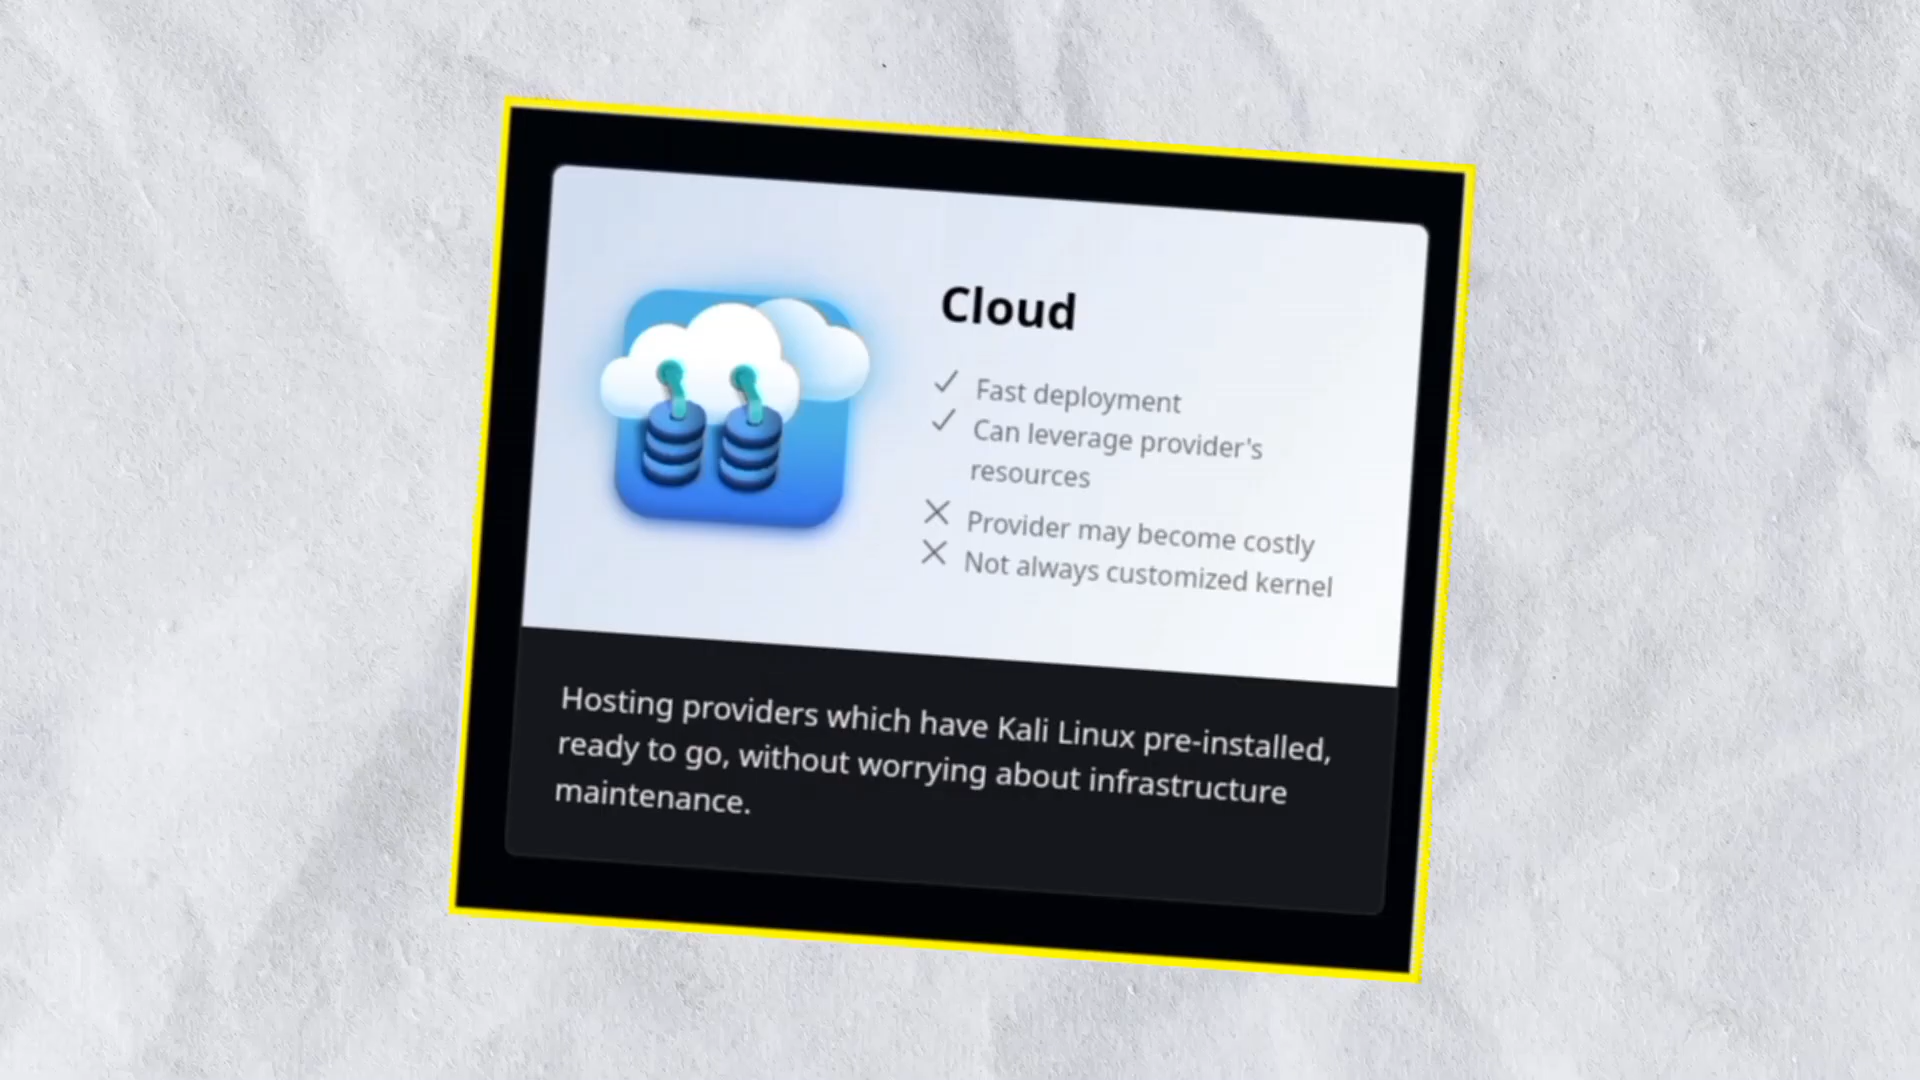 Cloud
Fast deployment
Can leverage provider's
resources
Provider may become costly
Not always customized kernel
Hosting providers which have Kali Linux pre-installed,
ready to go, without worrying about infrastructure
maintenance.